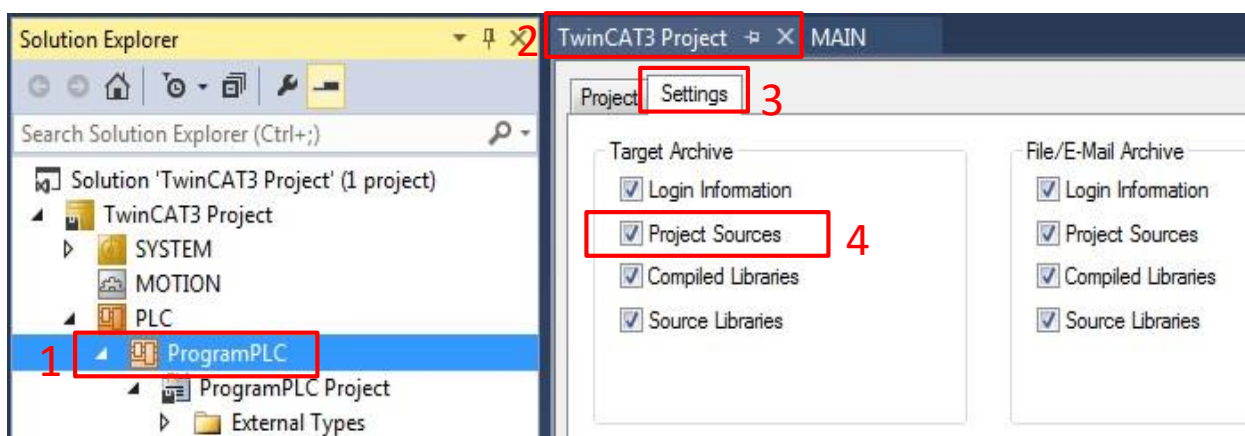 Solution Explorer
2
TwinCAT3 Project
MAIN
Search Solution Explorer (Ctrl+;)
Project
Settings
3
Target Archive
Login Information
Project Sources
4
Compiled Libraries
Source Libraries
File/E-Mail Archive
Login Information
Project Sources
Compiled Libraries
Source Libraries
Solution 'TwinCAT3 Project' (1 project)
TwinCAT3 Project
SYSTEM
MOTION
PLC
1
ProgramPLC
ProgramPLC Project
External Types